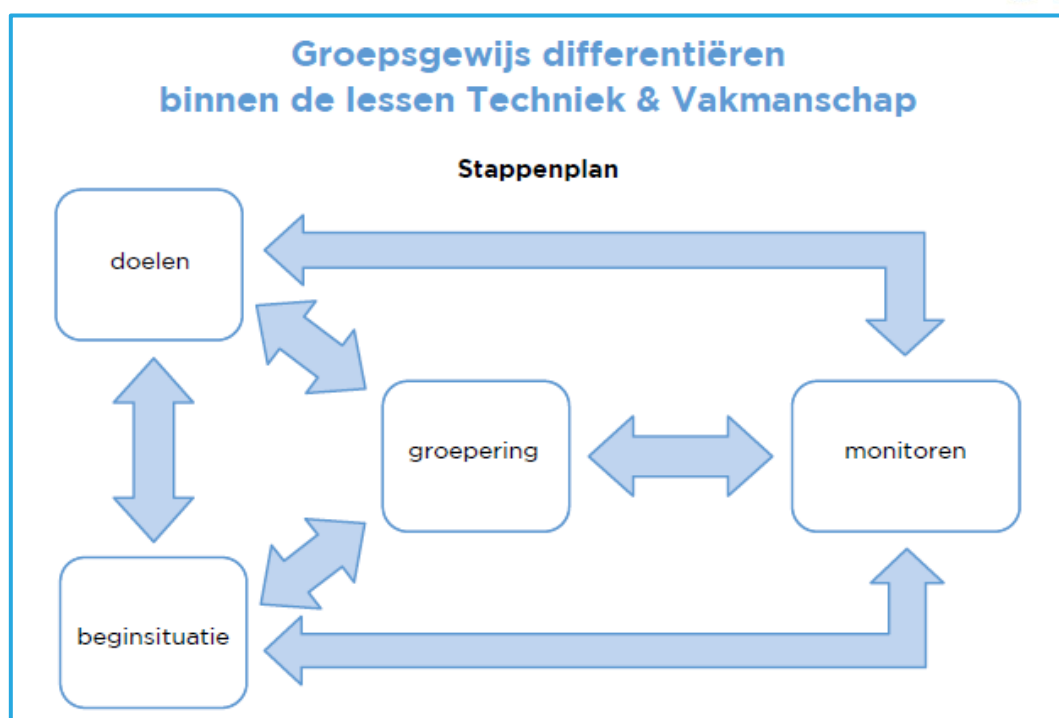 Groepsgewijs differentiëren
binnen de lessen Techniek & Vakmanschap
Stappenplan
doelen
groepering
monitoren
beginsituatie